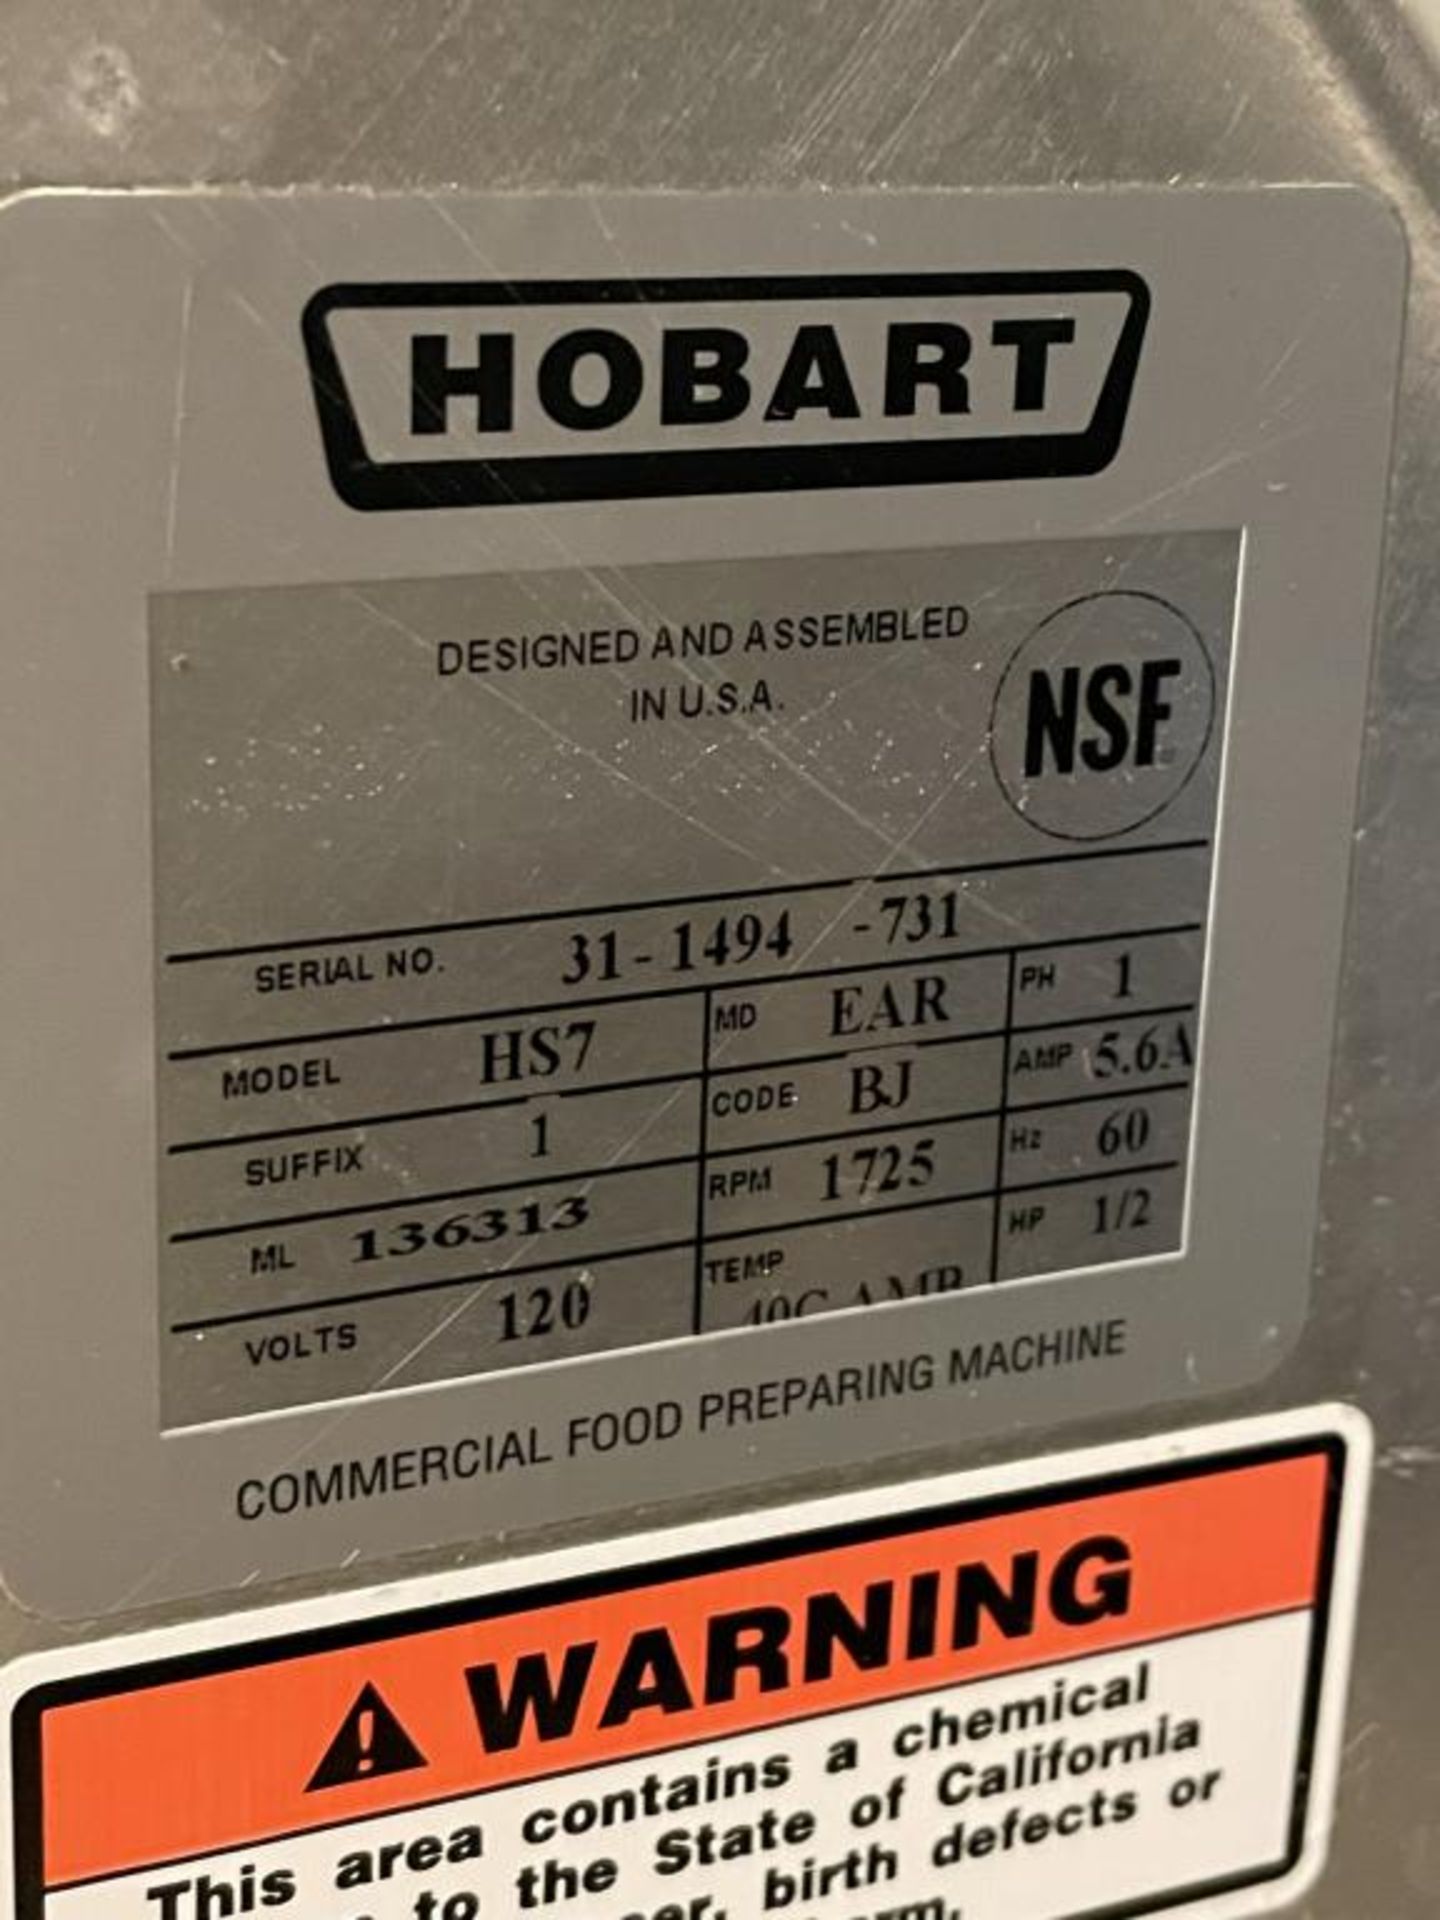 HOBART
DESIGNED AND ASSEMBLED
IN U.S.A.
NSF
SERIAL NO. 31-1494 -731
MODEL HS7 MD EAR PH 1
SUFFIX 1 CODE BJ AMP 5.6A
ML 136313 RPM 1725 Hz 60
VOLTS 120 TEMP HP 1/2
40C AMB
COMMERCIAL FOOD PREPARING MACHINE
WARNING
This area contains a chemical
to the State of California
birth defects or